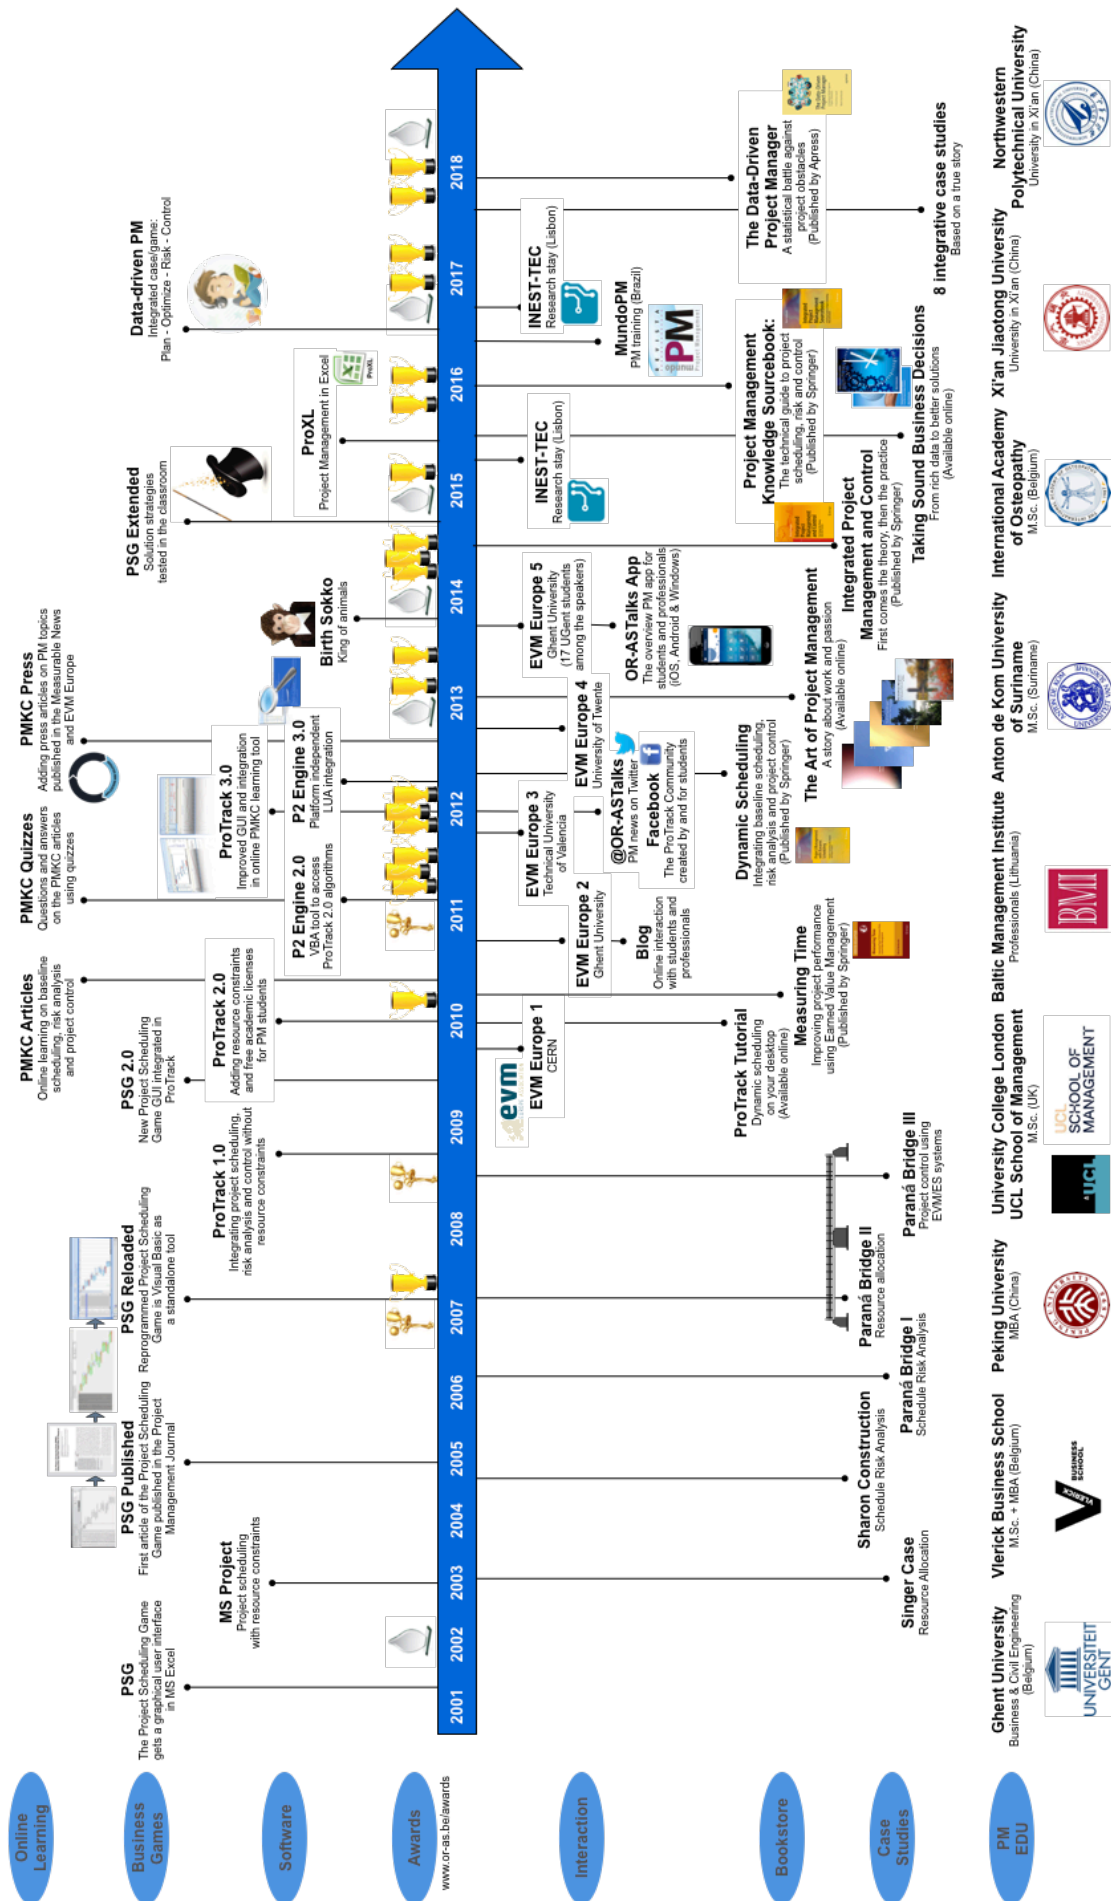 Online
Learning
PMKC Articles
Online learning on baseline
scheduling, risk analysis
and project control
PMKC Quizzes
Questions and answers
on the PMKC articles
using quizzes
PMKC Press
Adding press articles on PM topics
published in the Measurable News
and EVM Europe
Business
Games
PSG
The Project Scheduling Game
gets a graphical user interface
in MS Excel
PSG Published
First article of the Project Scheduling
Game published in the Project
Management Journal
PSG Reloaded
Reprogrammed Project Scheduling
Game is Visual Basic as
a standalone tool
PSG 2.0
New Project Scheduling
Game GUI integrated in
ProTrack
PSG Extended
Solution strategies
tested in the classroom
Data-driven PM
Integrated case/game:
Plan - Optimize - Risk - Control
Software
MS Project
Project scheduling
with resource constraints
ProTrack 1.0
Integrating project scheduling,
risk analysis and control without
resource constraints
ProTrack 2.0
Adding resource constraints
and free academic licenses
for PM students
P2 Engine 2.0
VBA tool to access
ProTrack 2.0 algorithms
ProTrack 3.0
Improved GUI and integration
in online PMKC learning tool
P2 Engine 3.0
Platform independent
LUA integration
Birth Sokko
King of animals
ProXL
Project Management in Excel
ProXL
Awards
www.or-as.be/awards
2001
2002
2003
2004
2005
2006
2007
2008
2009
2010
2011
2012
2013
2014
2015
2016
2017
2018
Interaction
evm
EVM Europe 1
CERN
EVM Europe 2
Ghent University
Blog
Online interaction
with students and
professionals
EVM Europe 3
Technical University
of Valencia
@OR-ASTalks
PM news on Twitter
Facebook
The ProTrack Community
created by and for students
EVM Europe 4
University of Twente
EVM Europe 5
Ghent University
(17 UGent students
among the speakers)
OR-ASTalks App
The overview PM app for
students and professionals
(iOS, Android & Windows)
INEST-TEC
Research stay (Lisbon)
INEST-TEC
Research stay (Lisbon)
MundoPM
PM training (Brazil)
mundo
PM
Bookstore
ProTrack Tutorial
Dynamic scheduling
on your desktop
(Available online)
Measuring Time
Improving project performance
using Earned Value Management
(Published by Springer)
Dynamic Scheduling
Integrating baseline scheduling,
risk analysis and project control
(Published by Springer)
The Art of Project Management
A story about work and passion
(Available online)
Integrated Project
Management and Control
First comes the theory, then the practice
(Published by Springer)
Taking Sound Business Decisions
From rich data to better solutions
(Available online)
Project Management
Knowledge Sourcebook:
The technical guide to project
scheduling, risk and control
(Published by Springer)
The Data-Driven
Project Manager
A statistical battle against
project obstacles
(Published by Apress)
Case
Studies
Singer Case
Resource Allocation
Sharon Construction
Schedule Risk Analysis
Paraná Bridge I
Schedule Risk Analysis
Paraná Bridge II
Resource allocation
Paraná Bridge III
Project control using
EVM/ES systems
8 integrative case studies
Based on a true story
PM
EDU
Ghent University
Business & Civil Engineering
(Belgium)
UNIVERSITEIT
GENT
Vlerick Business School
M.Sc. + MBA (Belgium)
VLERICK
BUSINESS
SCHOOL
Peking University
MBA (China)
University College London
UCL School of Management
M.Sc. (UK)
UCL
UCL
SCHOOL OF
MANAGEMENT
Baltic Management Institute
Professionals (Lithuania)
BMI
Anton de Kom University
of Suriname
M.Sc. (Suriname)
International Academy
of Osteopathy
M.Sc. (Belgium)
Xi'an Jiaotong University
University in Xi'an (China)
Northwestern
Polytechnical University
University in Xi'an (China)